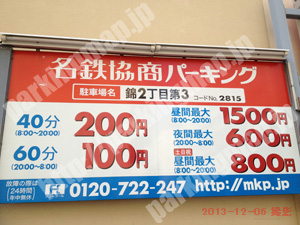 名鉄協商パーキング
駐車場名 錦2丁目第3 コードNo.2815
40分 200円 昼間最大 1500円
(8:00~20:00) (8:00~20:00)
夜間最大 600円
(20:00~8:00)
60分 100円 土日祝 昼間最大 800円
(20:00~8:00) (8:00~20:00)
故障の際は
24時間
年中無休 0120-722-247 http://mkp.jp
2013-12-06